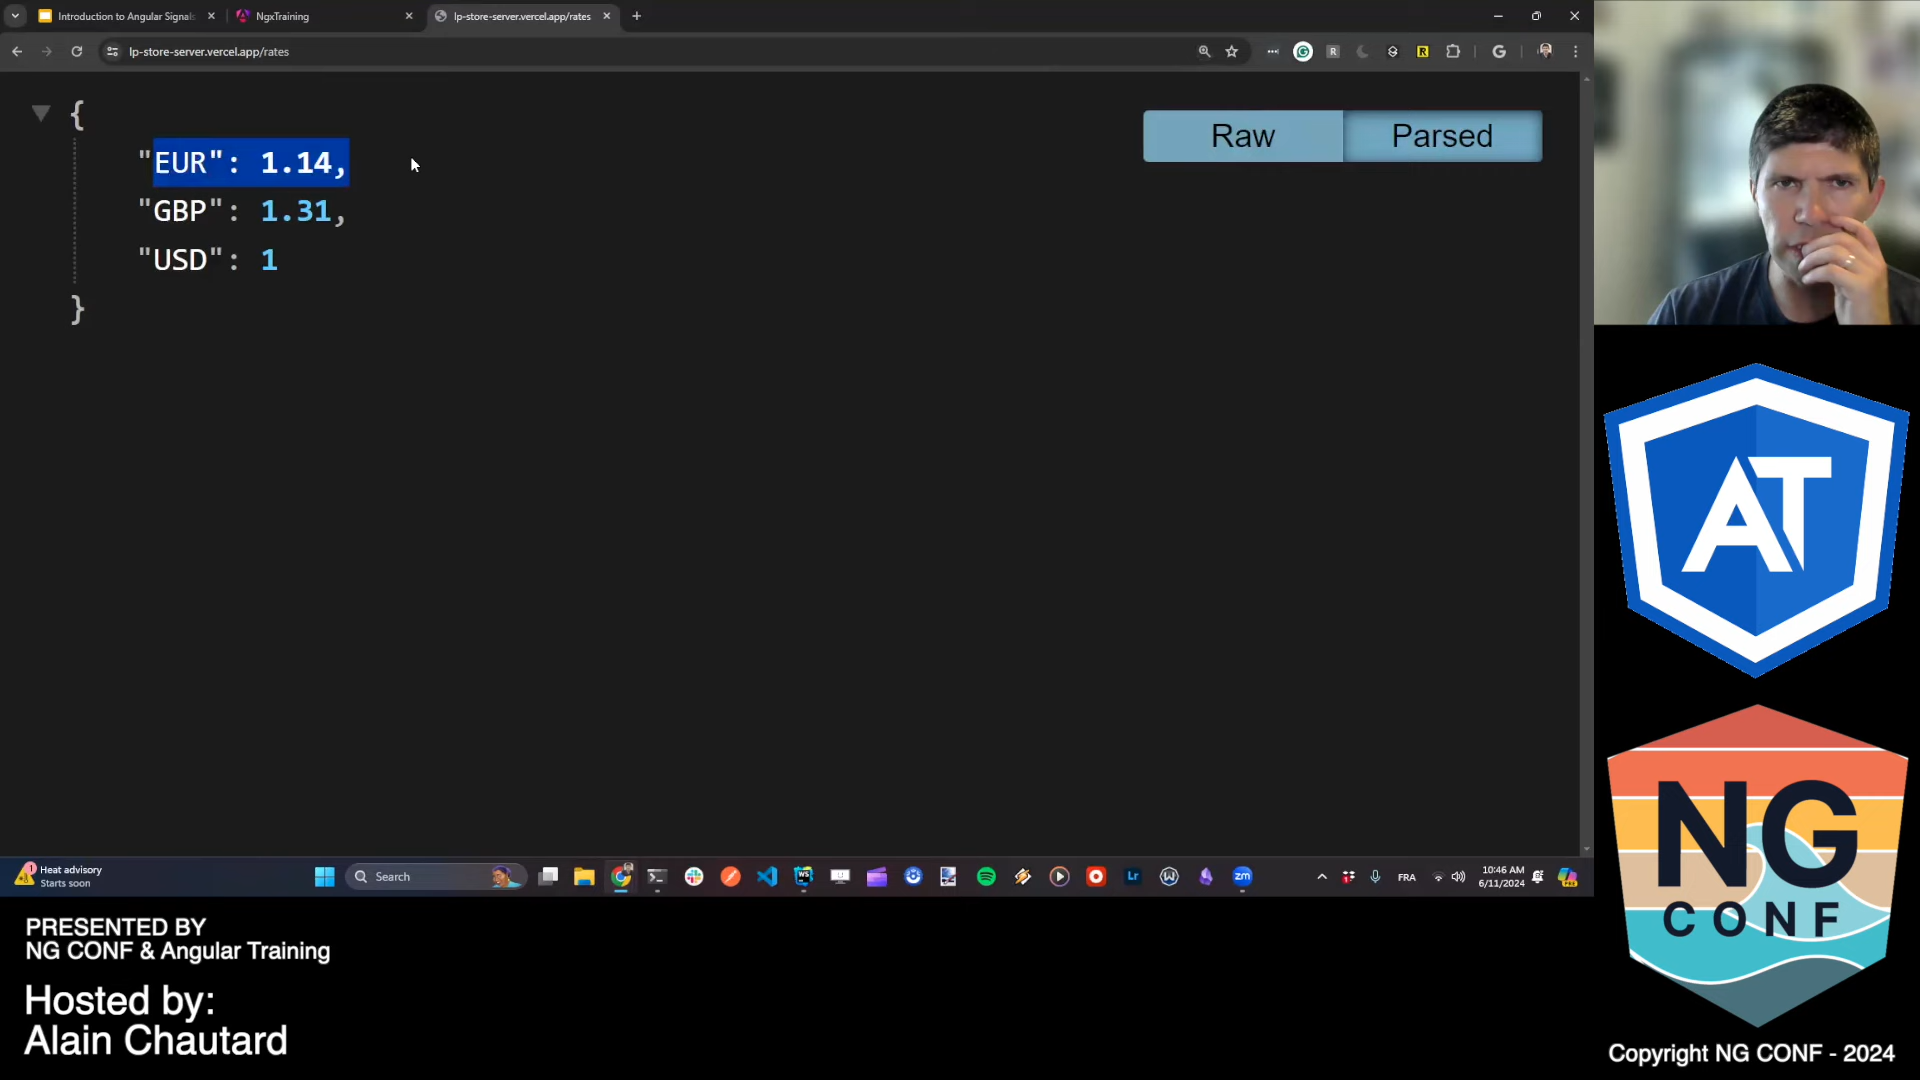 Introduction to Angular Signals
NgxTraining
lp-store-server.vercel.app/rates
lp-store-server.vercel.app/rates
{
"EUR": 1.14,
"GBP": 1.31,
"USD": 1
}
Raw
Parsed
Heat advisory
Starts soon
Search
FRA
10:46 AM
6/11/2024
PRESENTED BY
NG CONF & Angular Training
Hosted by:
Alain Chautard
AT
NG
CONF
Copyright NG CONF - 2024